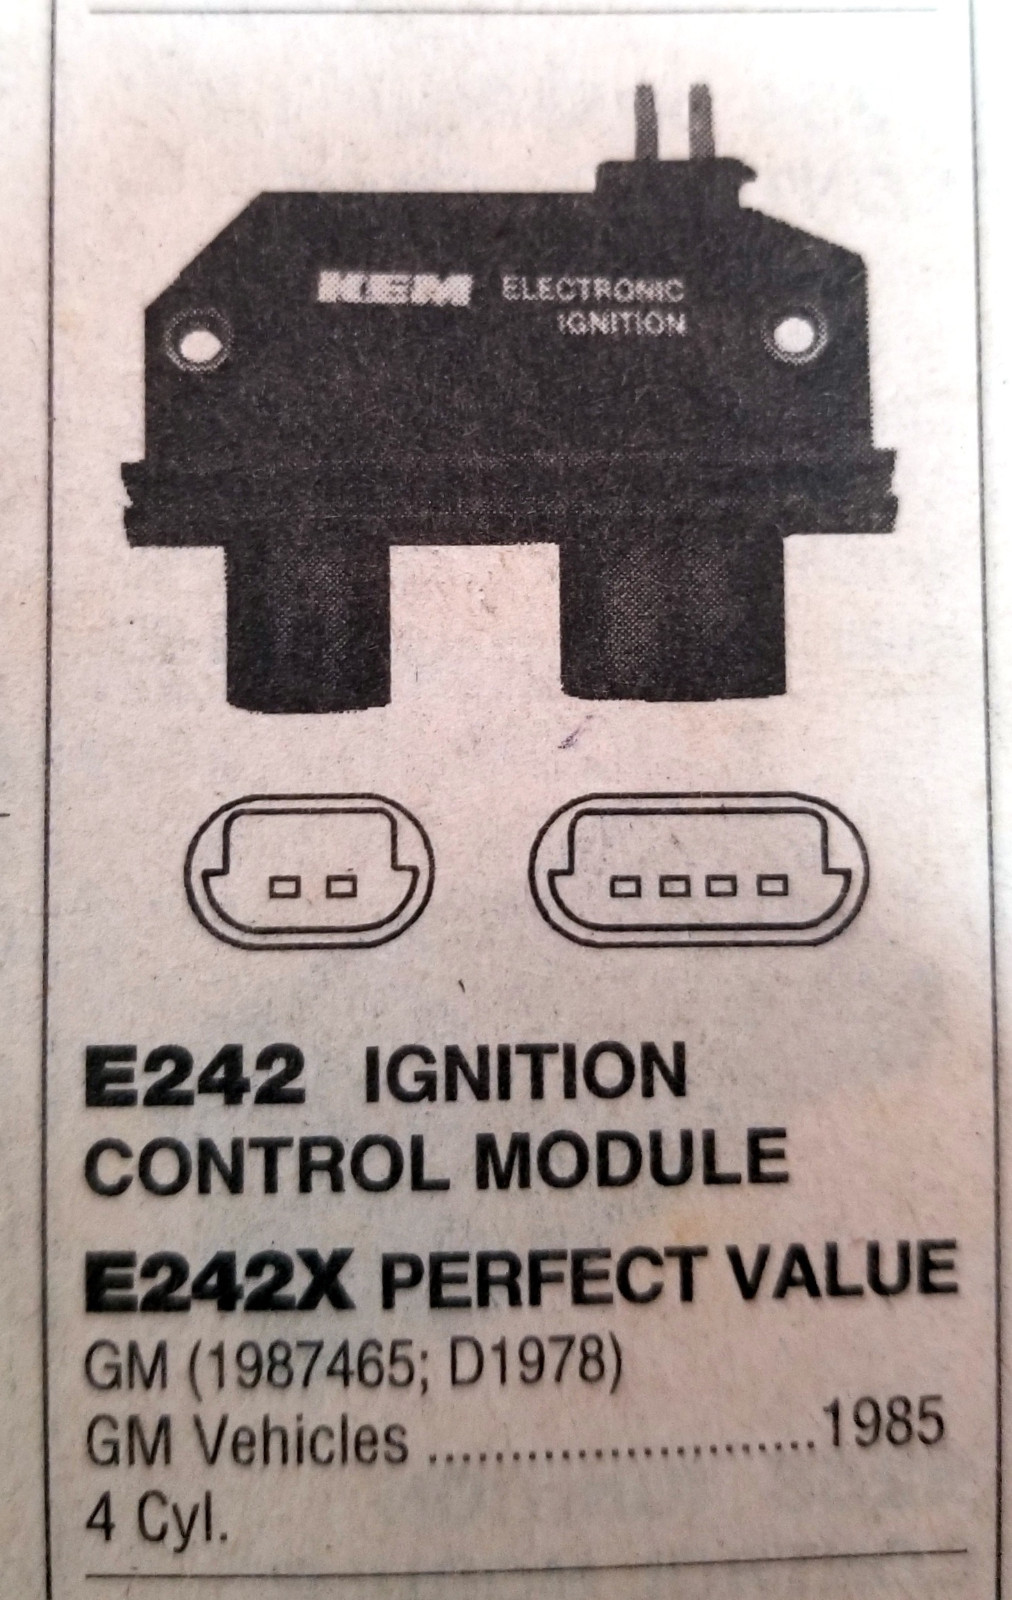 KEM ELECTRONIC
IGNITION
E242 IGNITION
CONTROL MODULE
E242X PERFECT VALUE
GM (1987465; D1978)
GM Vehicles ........................1985
4 Cyl.